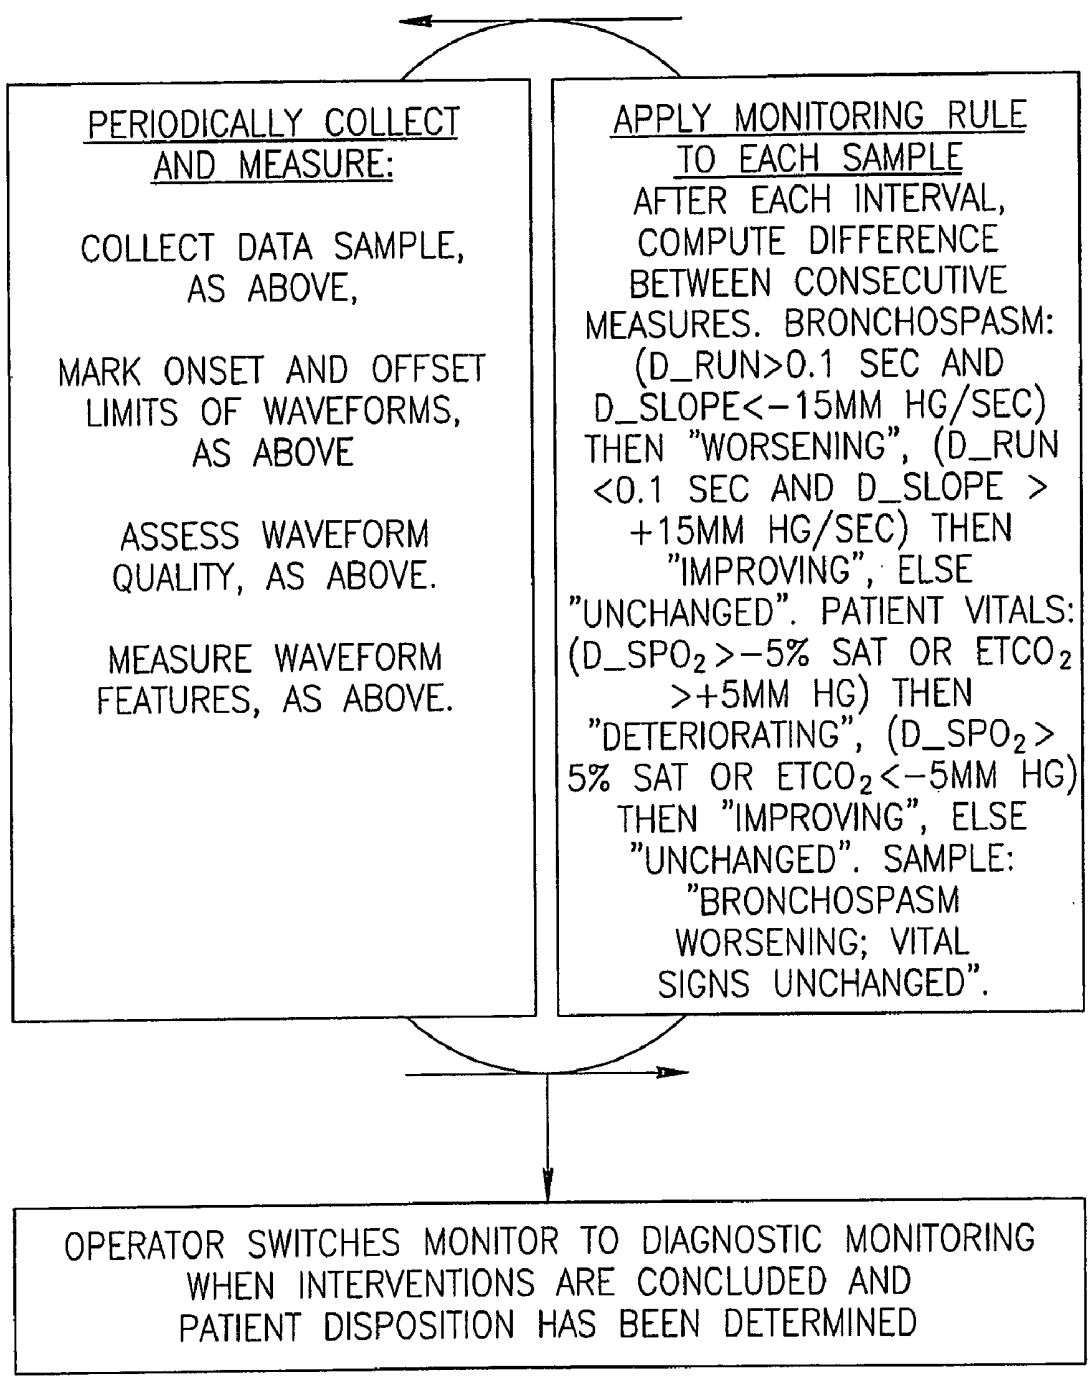 PERIODICALLY COLLECT
AND MEASURE:
COLLECT DATA SAMPLE,
AS ABOVE,
MARK ONSET AND OFFSET
LIMITS OF WAVEFORMS,
AS ABOVE
ASSESS WAVEFORM
QUALITY, AS ABOVE.
MEASURE WAVEFORM
FEATURES, AS ABOVE.
APPLY MONITORING RULE
TO EACH SAMPLE
AFTER EACH INTERVAL,
COMPUTE DIFFERENCE
BETWEEN CONSECUTIVE
MEASURES. BRONCHOSPASM:
(D_RUN>0.1 SEC AND
D_SLOPE<-15MM HG/SEC)
THEN "WORSENING", (D_RUN
<0.1 SEC AND D_SLOPE >
+15MM HG/SEC) THEN
"IMPROVING", ELSE
"UNCHANGED". PATIENT VITALS:
(D_SPO₂>-5% SAT OR ETCO₂
>+5MM HG) THEN
"DETERIORATING", (D_SPO₂>
5% SAT OR ETCO₂<-5MM HG)
THEN "IMPROVING", ELSE
"UNCHANGED". SAMPLE:
"BRONCHOSPASM
WORSENING; VITAL
SIGNS UNCHANGED".
OPERATOR SWITCHES MONITOR TO DIAGNOSTIC MONITORING
WHEN INTERVENTIONS ARE CONCLUDED AND
PATIENT DISPOSITION HAS BEEN DETERMINED